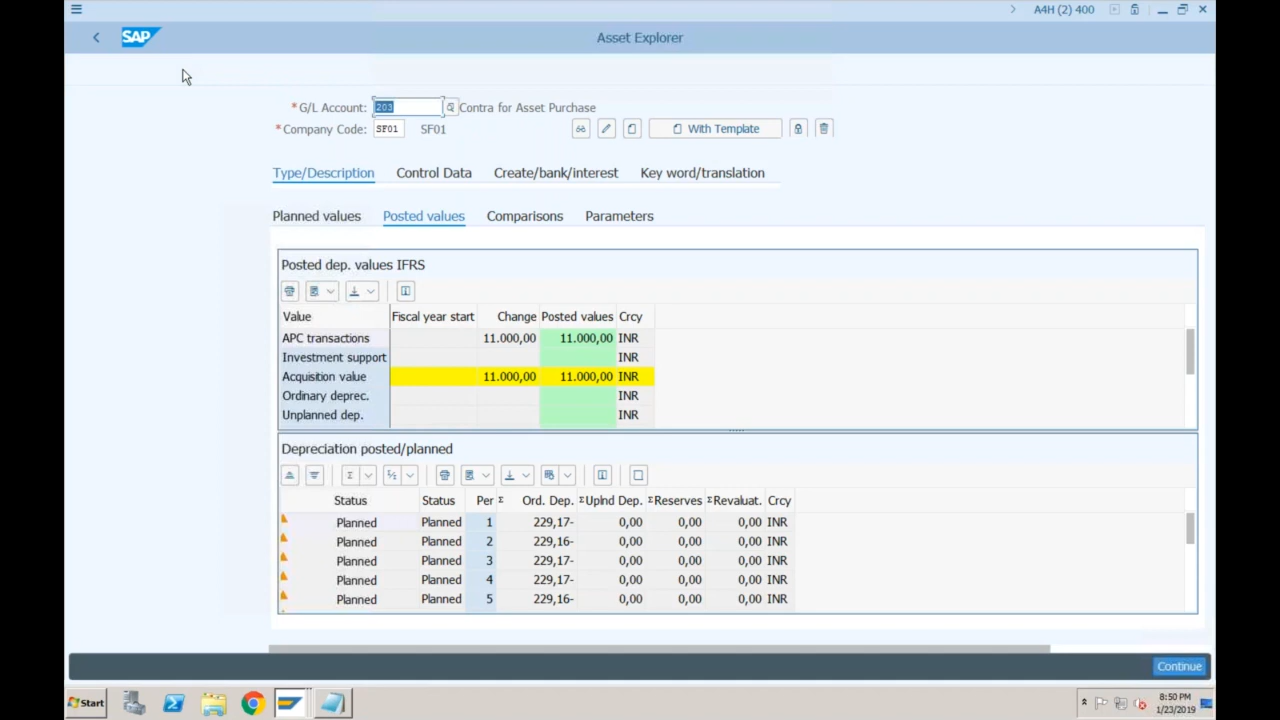 A4H (2) 400
SAP
Asset Explorer
*G/L Account: 203 Contra for Asset Purchase
*Company Code: SF01 SF01 With Template
Type/Description Control Data Create/bank/interest Key word/translation
Planned values Posted values Comparisons Parameters
Posted dep. values IFRS
Value Fiscal year start Change Posted values Crcy
APC transactions 11.000,00 11.000,00 INR
Investment support INR
Acquisition value 11.000,00 11.000,00 INR
Ordinary deprec. INR
Unplanned dep. INR
Depreciation posted/planned
Status Status Per Σ Ord. Dep. ΣUplnd Dep. ΣReserves ΣRevaluat. Crcy
Planned Planned 1 229,17- 0,00 0,00 0,00 INR
Planned Planned 2 229,16- 0,00 0,00 0,00 INR
Planned Planned 3 229,17- 0,00 0,00 0,00 INR
Planned Planned 4 229,17- 0,00 0,00 0,00 INR
Planned Planned 5 229,16- 0,00 0,00 0,00 INR
Continue
Start
8:50 PM
1/23/2019